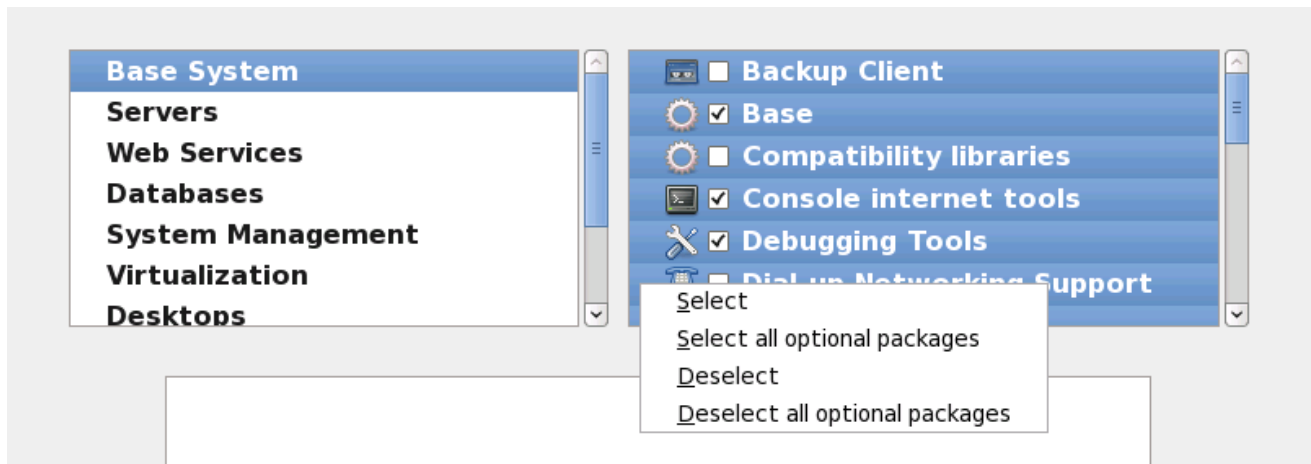 Base System
Servers
Web Services
Databases
System Management
Virtualization
Desktops
Backup Client
Base
Compatibility libraries
Console internet tools
Debugging Tools
Dial-up Networking Support
Select
Select all optional packages
Deselect
Deselect all optional packages